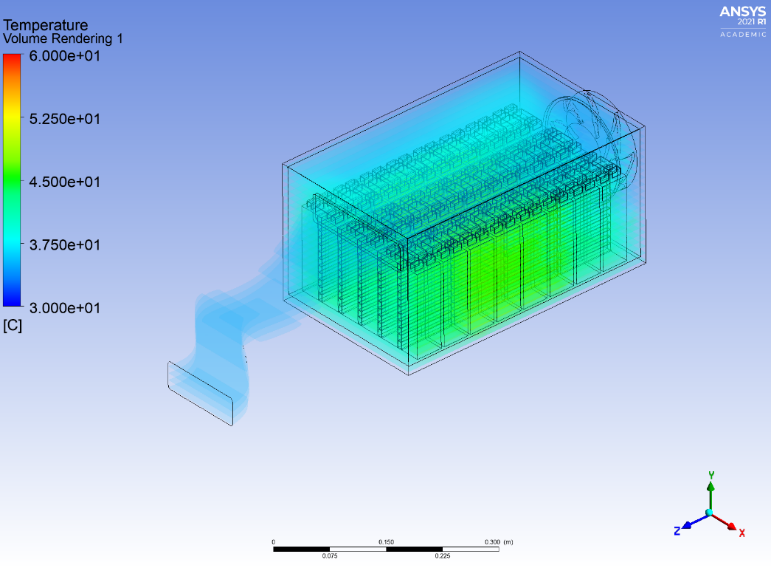 Temperature
Volume Rendering 1
6.000e+01
5.250e+01
4.500e+01
3.750e+01
3.000e+01
[C]
ANSYS
2021 R1
ACADEMIC
Y
Z
X
0
0.150
0.300 (m)
0.075
0.225